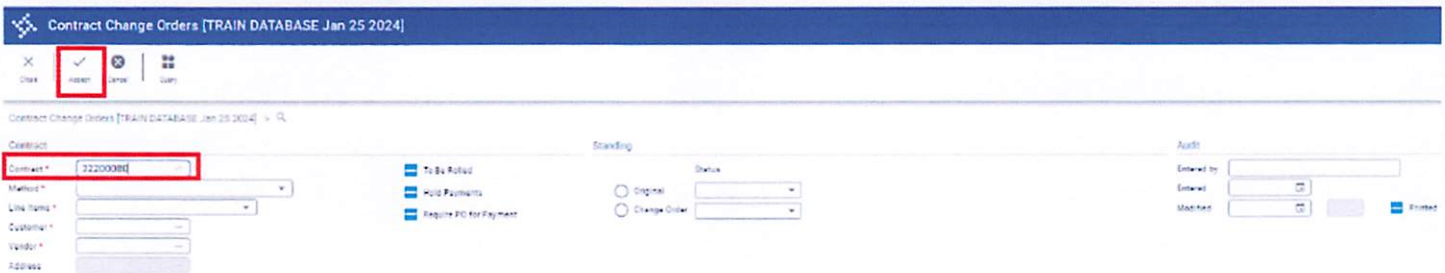 Contract Change Orders [TRAIN DATABASE Jan 25 2024]
Close Accept Cancel Query
Contract Change Orders [TRAIN DATABASE Jan 25 2024] >
Contract Standing Audit
Contract * 32200080 To Be Rolled Status Entered by
Method * Hold Payments Original Entered
Line Items * Require PO for Payment Change Order Modified Printed
Customer *
Vendor *
Address